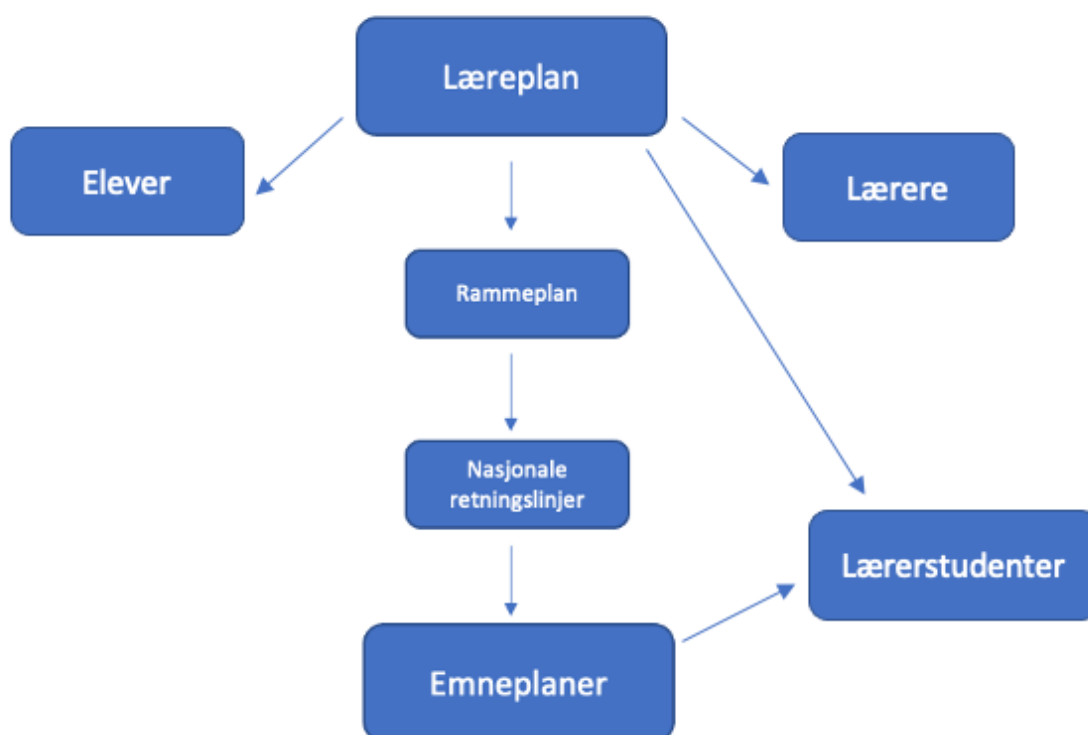 Læreplan
Elever
Lærere
Rammeplan
Nasjonale
retningslinjer
Lærerstudenter
Emneplaner